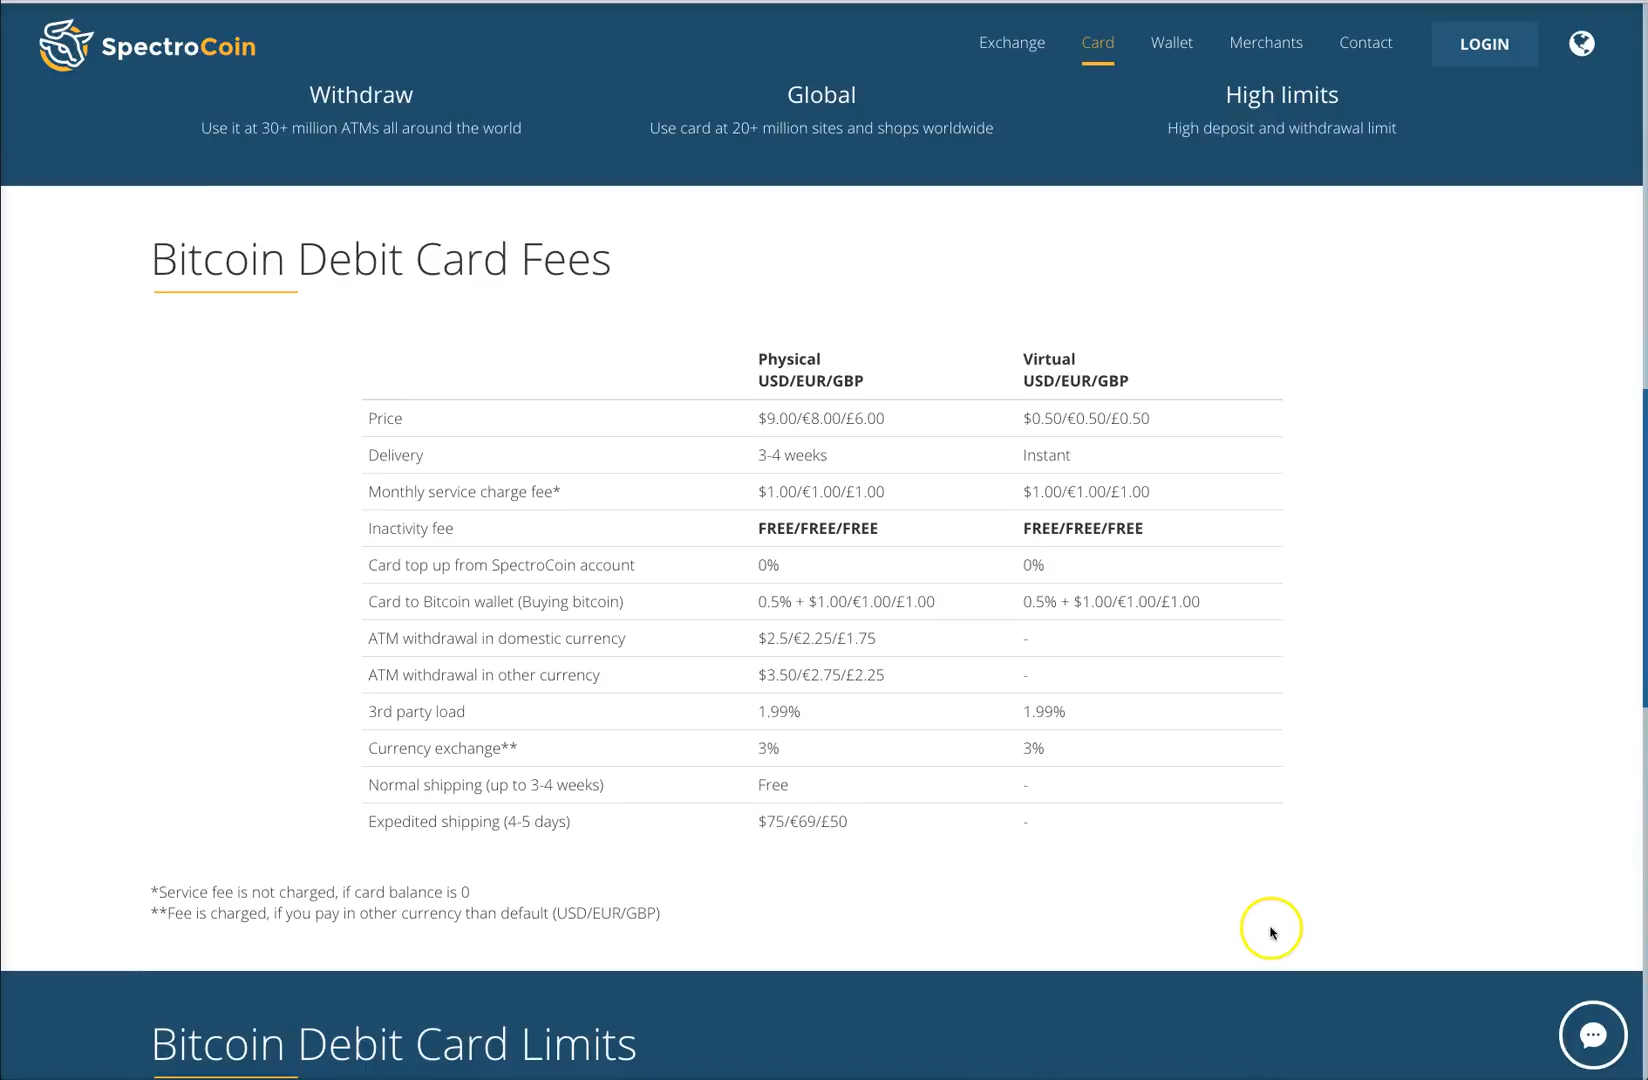 SpectroCoin
Exchange Card Wallet Merchants Contact LOGIN
Withdraw Global High limits
Use it at 30+ million ATMs all around the world Use card at 20+ million sites and shops worldwide High deposit and withdrawal limit
Bitcoin Debit Card Fees
Physical Virtual
USD/EUR/GBP USD/EUR/GBP
Price $9.00/€8.00/£6.00 $0.50/€0.50/£0.50
Delivery 3-4 weeks Instant
Monthly service charge fee* $1.00/€1.00/£1.00 $1.00/€1.00/£1.00
Inactivity fee FREE/FREE/FREE FREE/FREE/FREE
Card top up from SpectroCoin account 0% 0%
Card to Bitcoin wallet (Buying bitcoin) 0.5% + $1.00/€1.00/£1.00 0.5% + $1.00/€1.00/£1.00
ATM withdrawal in domestic currency $2.5/€2.25/£1.75 -
ATM withdrawal in other currency $3.50/€2.75/£2.25 -
3rd party load 1.99% 1.99%
Currency exchange** 3% 3%
Normal shipping (up to 3-4 weeks) Free -
Expedited shipping (4-5 days) $75/€69/£50 -
*Service fee is not charged, if card balance is 0
**Fee is charged, if you pay in other currency than default (USD/EUR/GBP)
Bitcoin Debit Card Limits